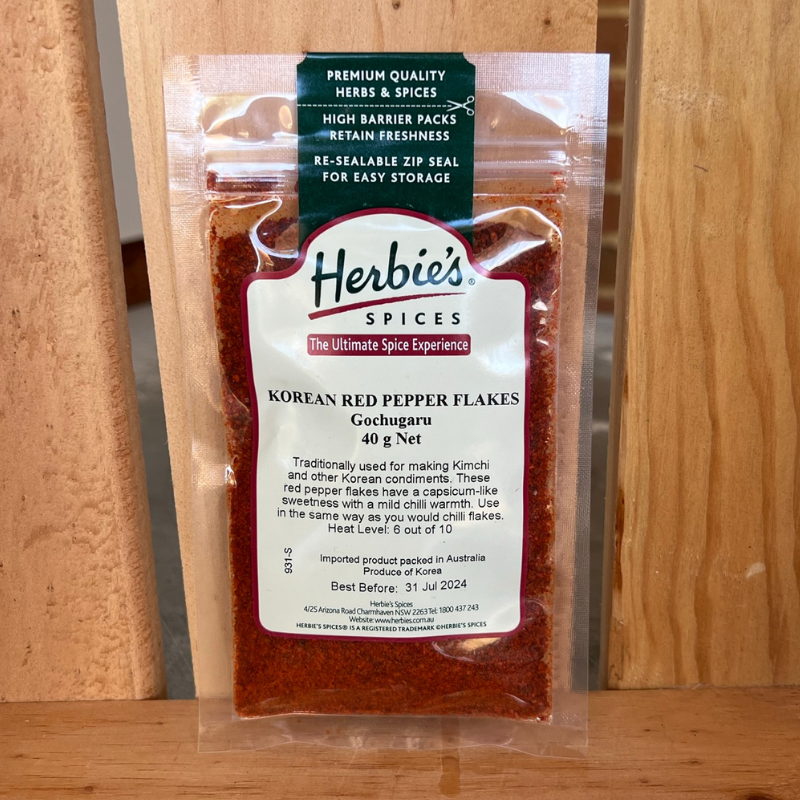 PREMIUM QUALITY
HERBS & SPICES
HIGH BARRIER PACKS
RETAIN FRESHNESS
RE-SEALABLE ZIP SEAL
FOR EASY STORAGE
Herbie's®
SPICES
The Ultimate Spice Experience
KOREAN RED PEPPER FLAKES
Gochugaru
40 g Net
Traditionally used for making Kimchi
and other Korean condiments. These
red pepper flakes have a capsicum-like
sweetness with a mild chilli warmth. Use
in the same way as you would chilli flakes.
Heat Level: 6 out of 10
931-S
Imported product packed in Australia
Produce of Korea
Best Before: 31 Jul 2024
Herbie's Spices
4/25 Arizona Road Charmhaven NSW 2263 Tel: 1800 437 243
Website: www.herbies.com.au
HERBIE'S SPICES® IS A REGISTERED TRADEMARK ©HERBIE'S SPICES